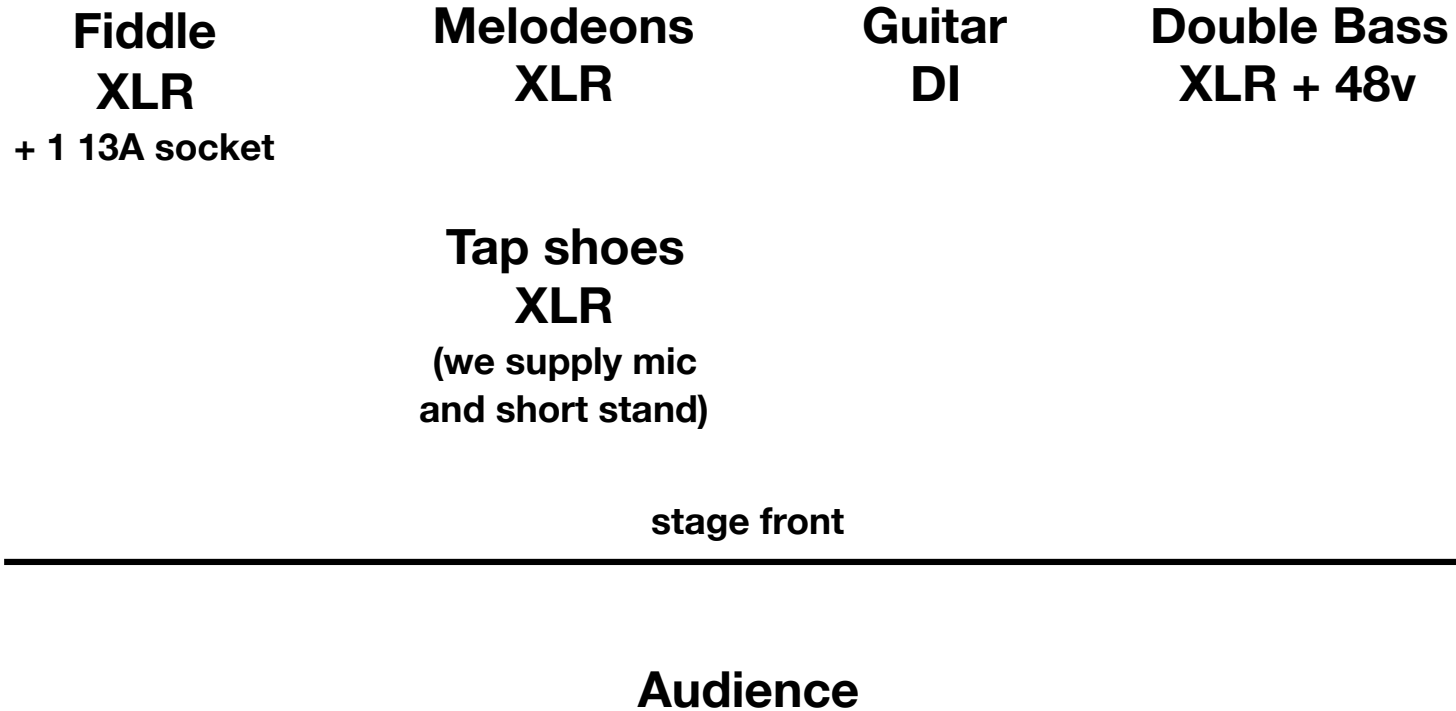 Fiddle
XLR
+ 1 13A socket
Melodeons
XLR
Guitar
DI
Double Bass
XLR + 48v
Tap shoes
XLR
(we supply mic
and short stand)
stage front
Audience